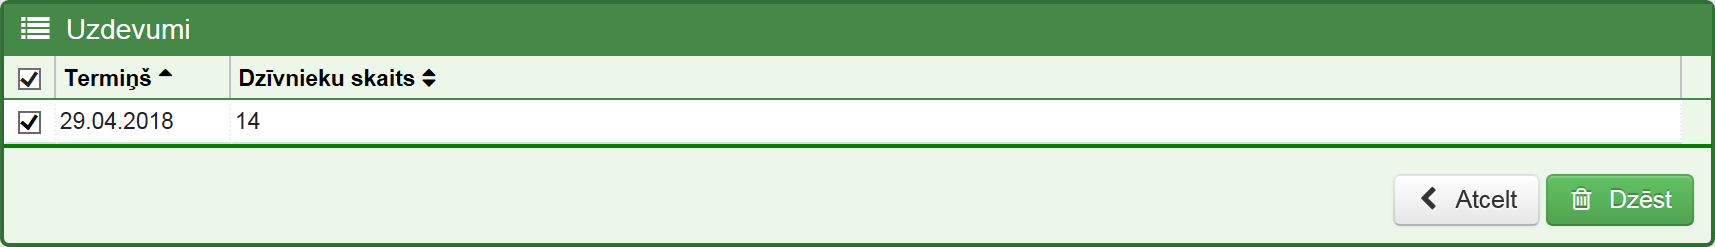 Uzdevumi
Termiņš Dzīvnieku skaits
29.04.2018 14
Atcelt Dzēst